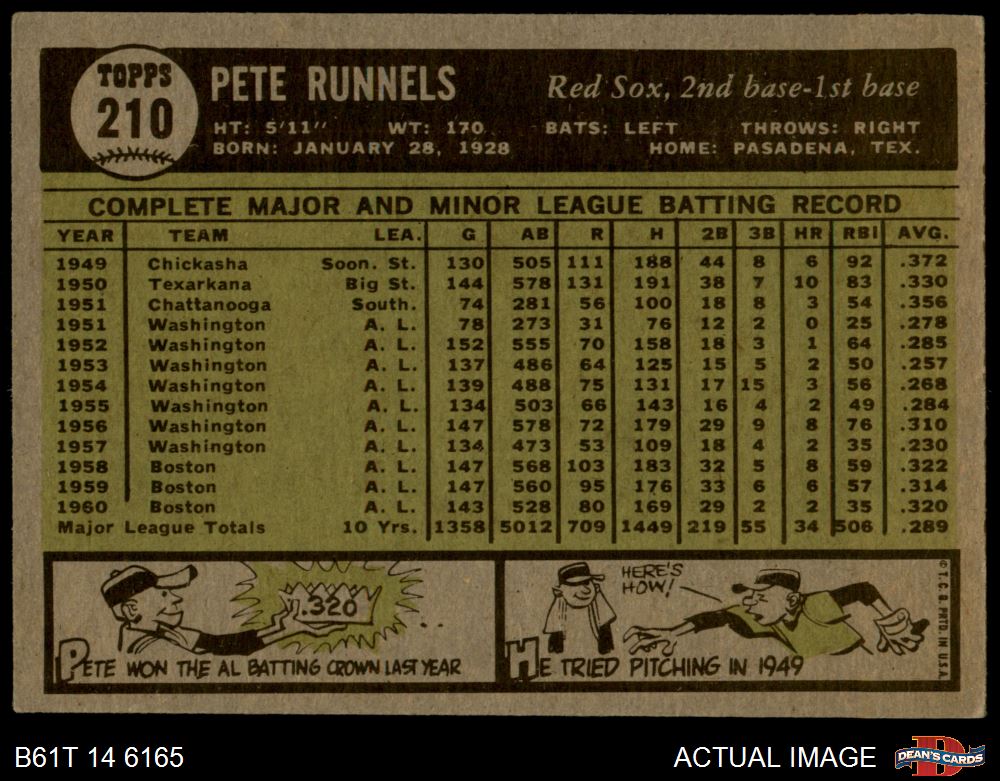 TOPPS
210
PETE RUNNELS
Red Sox, 2nd base-1st base
HT: 5'11" WT: 170 BATS: LEFT THROWS: RIGHT
BORN: JANUARY 28, 1928 HOME: PASADENA, TEX.
COMPLETE MAJOR AND MINOR LEAGUE BATTING RECORD
YEAR TEAM LEA. G AB R H 2B 3B HR RBI AVG.
1949 Chickasha Soon. St. 130 505 111 188 44 8 6 92 .372
1950 Texarkana Big St. 144 578 131 191 38 7 10 83 .330
1951 Chattanooga South. 74 281 56 100 18 8 3 54 .356
1951 Washington A. L. 78 273 31 76 12 2 0 25 .278
1952 Washington A. L. 152 555 70 158 18 3 1 64 .285
1953 Washington A. L. 137 486 64 125 15 5 2 50 .257
1954 Washington A. L. 139 488 75 131 17 15 3 56 .268
1955 Washington A. L. 134 503 66 143 16 4 2 49 .284
1956 Washington A. L. 147 578 72 179 29 9 8 76 .310
1957 Washington A. L. 134 473 53 109 18 4 2 35 .230
1958 Boston A. L. 147 568 103 183 32 5 8 59 .322
1959 Boston A. L. 147 560 95 176 33 6 6 57 .314
1960 Boston A. L. 143 528 80 169 29 2 2 35 .320
Major League Totals 10 Yrs. 1358 5012 709 1449 219 55 34 506 .289
.320
PETE WON THE AL BATTING CROWN LAST YEAR
HERE'S
HOW!
HE TRIED PITCHING IN 1949
© T. C. G. PRTD. IN U.S.A.
B61T 14 6165
ACTUAL IMAGE
D
DEAN'S CARDS